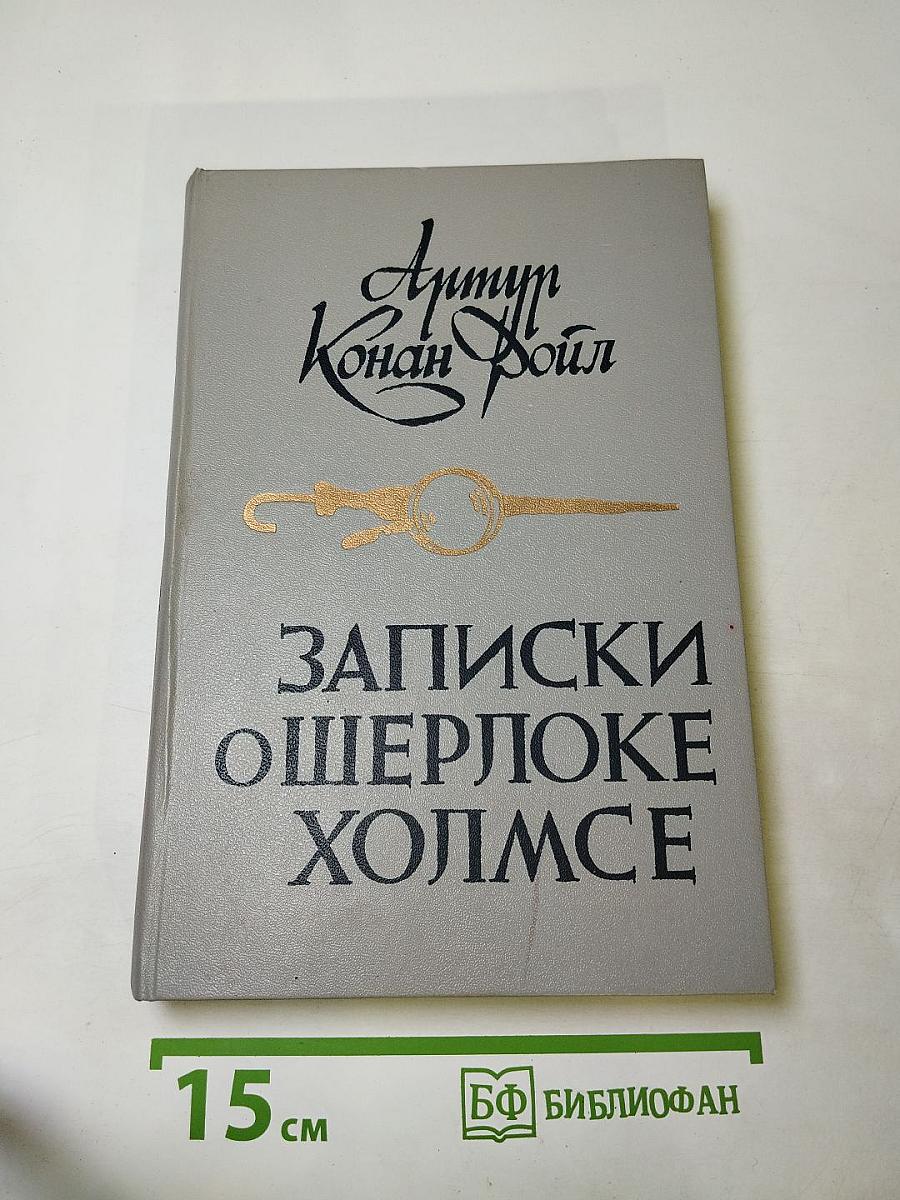 Артур
Конан Дойл
ЗАПИСКИ
О ШЕРЛОКЕ
ХОЛМСЕ
15 см
БФ БИБЛИОФАН